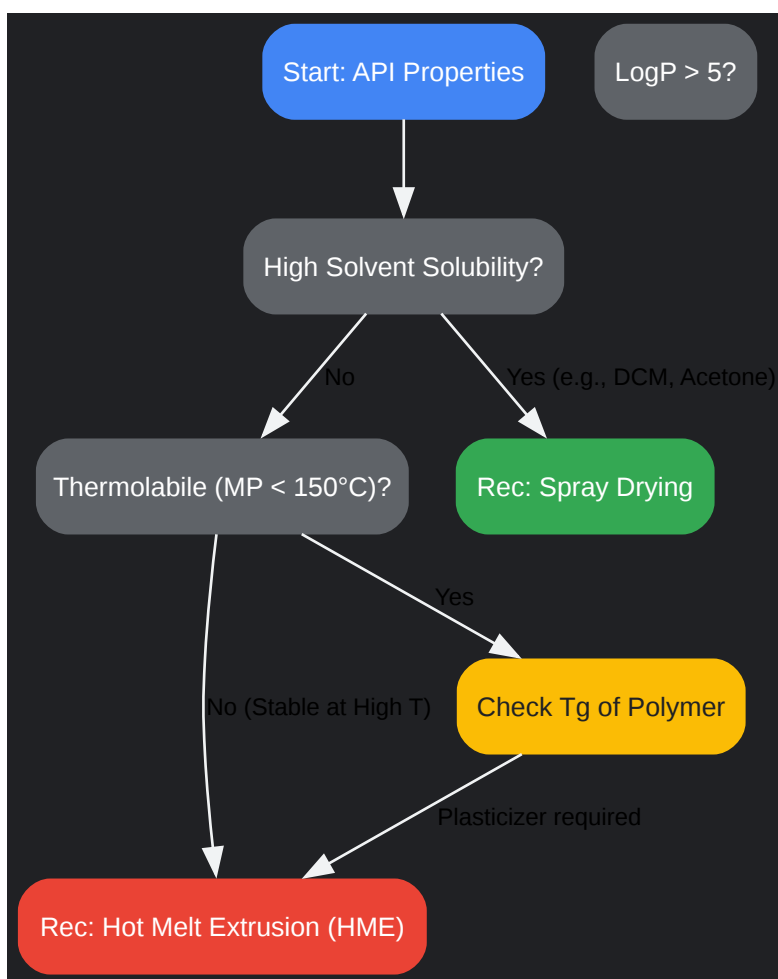 Start: API Properties
LogP > 5?
High Solvent Solubility?
No
Yes (e.g., DCM, Acetone)
Thermolabile (MP < 150°C)?
Rec: Spray Drying
Yes
No (Stable at High T)
Check Tg of Polymer
Plasticizer required
Rec: Hot Melt Extrusion (HME)